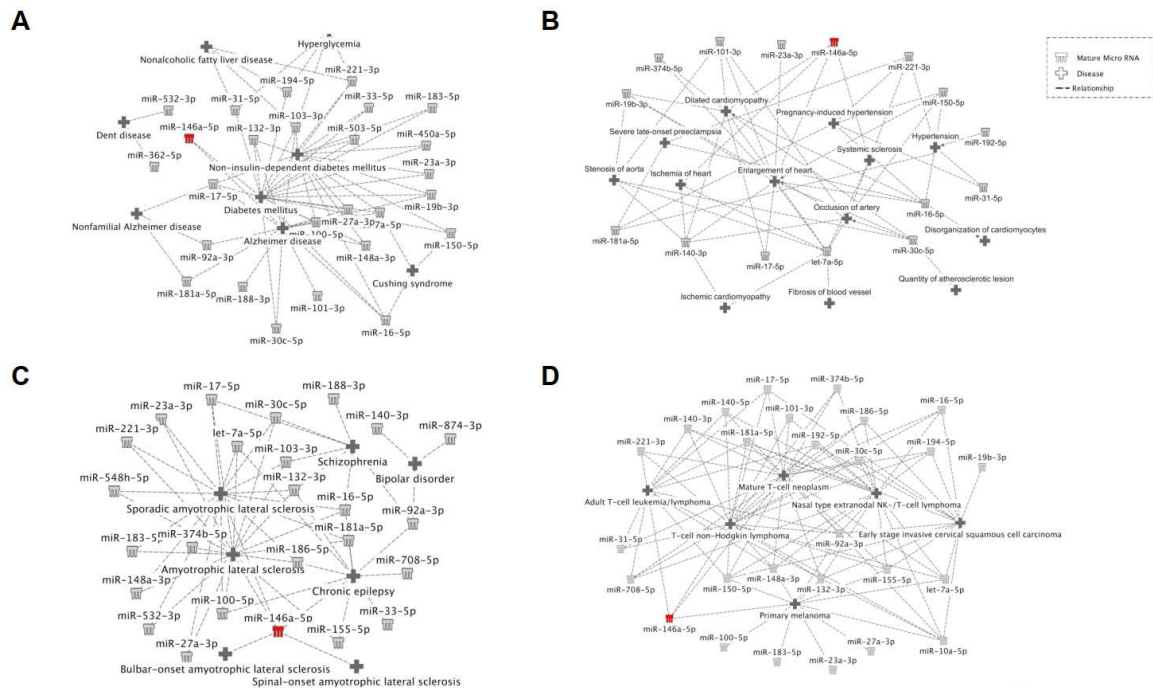 A
Hyperglycemia
Nonalcoholic fatty liver disease
miR-221-3p
miR-194-5p
miR-532-3p
miR-31-5p
miR-33-5p
miR-183-5p
miR-103-3p
miR-146a-5p
miR-132-3p
miR-503-5p
miR-450a-5p
Dent disease
miR-362-5p
miR-23a-3p
Non-insulin-dependent diabetes mellitus
miR-17-5p
miR-19b-3p
Diabetes mellitus
miR-27a-3p
7a-5p
Nonfamilial Alzheimer disease
miR-100-5p
Alzheimer disease
miR-150-5p
miR-92a-3p
miR-148a-3p
Cushing syndrome
miR-181a-5p
miR-188-3p
miR-101-3p
miR-16-5p
miR-30c-5p
B
miR-101-3p
miR-23a-3p
miR-146a-5p
miR-374b-5p
miR-221-3p
miR-19b-3p
Dilated cardiomyopathy
miR-150-5p
Pregnancy-induced hypertension
Severe late-onset preeclampsia
Hypertension
miR-192-5p
Systemic sclerosis
Stenosis of aorta
Ischemia of heart
Enlargement of heart
miR-31-5p
Occlusion of artery
miR-16-5p
miR-181a-5p
Disorganization of cardiomyocytes
miR-140-3p
miR-17-5p
let-7a-5p
miR-30c-5p
Quantity of atherosclerotic lesion
Ischemic cardiomyopathy
Fibrosis of blood vessel
Mature Micro RNA
Disease
Relationship
C
miR-17-5p
miR-188-3p
miR-23a-3p
miR-30c-5p
miR-140-3p
miR-221-3p
let-7a-5p
miR-874-3p
miR-103-3p
Schizophrenia
miR-548h-5p
miR-132-3p
Bipolar disorder
miR-16-5p
Sporadic amyotrophic lateral sclerosis
miR-92a-3p
miR-181a-5p
miR-183-5p
miR-374b-5p
miR-186-5p
miR-708-5p
Amyotrophic lateral sclerosis
miR-148a-3p
Chronic epilepsy
miR-100-5p
miR-532-3p
miR-146a-5p
miR-33-5p
miR-155-5p
miR-27a-3p
Bulbar-onset amyotrophic lateral sclerosis
Spinal-onset amyotrophic lateral sclerosis
D
miR-17-5p
miR-374b-5p
miR-140-5p
miR-101-3p
miR-16-5p
miR-140-3p
miR-186-5p
miR-181a-5p
miR-192-5p
miR-221-3p
miR-194-5p
miR-30c-5p
miR-19b-3p
Mature T-cell neoplasm
Adult T-cell leukemia/lymphoma
Nasal type extranodal NK-/T-cell lymphoma
T-cell non-Hodgkin lymphoma
Early stage invasive cervical squamous cell carcinoma
miR-31-5p
miR-92a-3p
miR-148a-3p
miR-155-5p
miR-708-5p
miR-150-5p
miR-132-3p
let-7a-5p
Primary melanoma
miR-146a-5p
miR-100-5p
miR-27a-3p
miR-10a-5p
miR-183-5p
miR-23a-3p